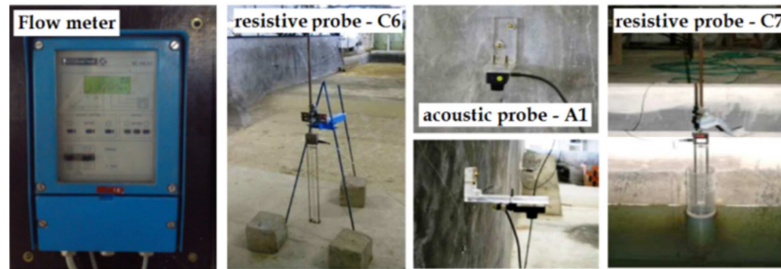 Flow meter
resistive probe - C6
acoustic probe - A1
resistive probe - C7